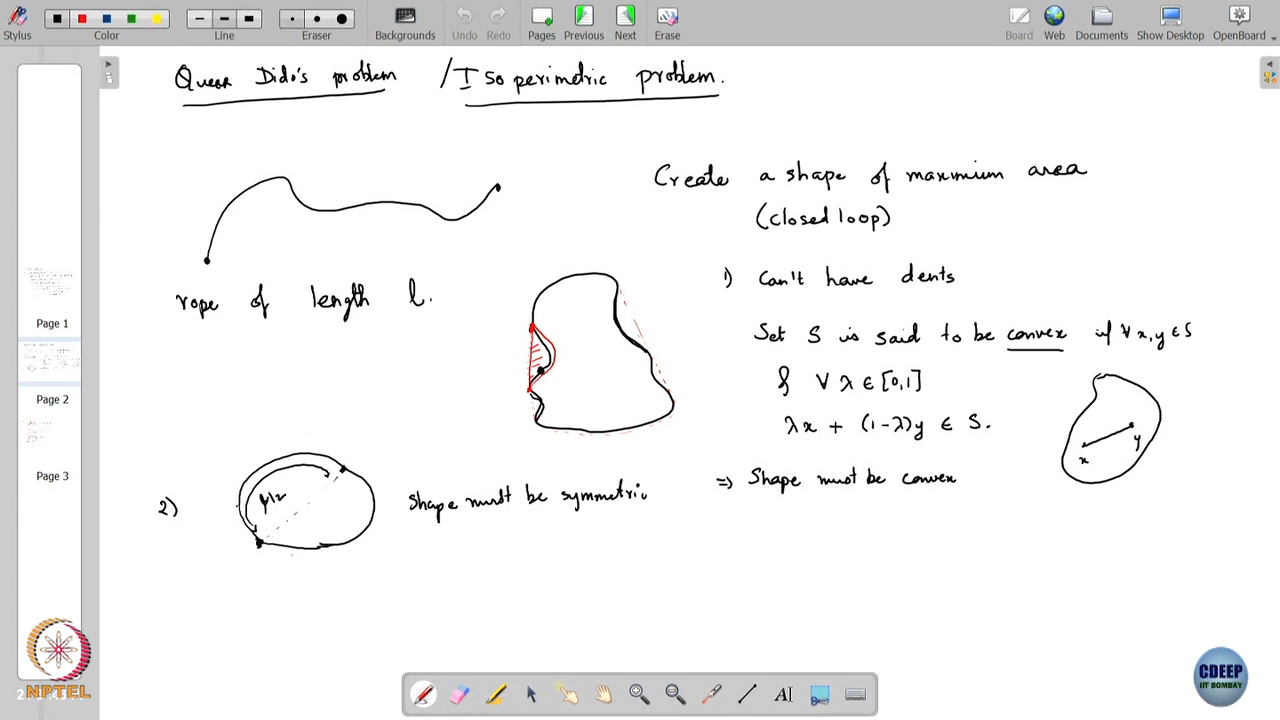 Stylus
Color
Line
Eraser
Backgrounds
Undo
Redo
Pages
Previous
Next
Erase
Board
Web
Documents
Show Desktop
OpenBoard
Page 1
Page 2
Page 3
Queen Dido's problem / Isoperimetric problem.
Create a shape of maxmium area
(closed loop)
rope of length l.
1) Can't have dents
Set S is said to be convex if ∀ x, y ∈ S
& ∀ λ ∈ [0,1]
λx + (1-λ)y ∈ S.
x
y
⇒ Shape must be convex
2)
l/2
Shape must be symmetric
NPTEL
CDEEP
IIT BOMBAY